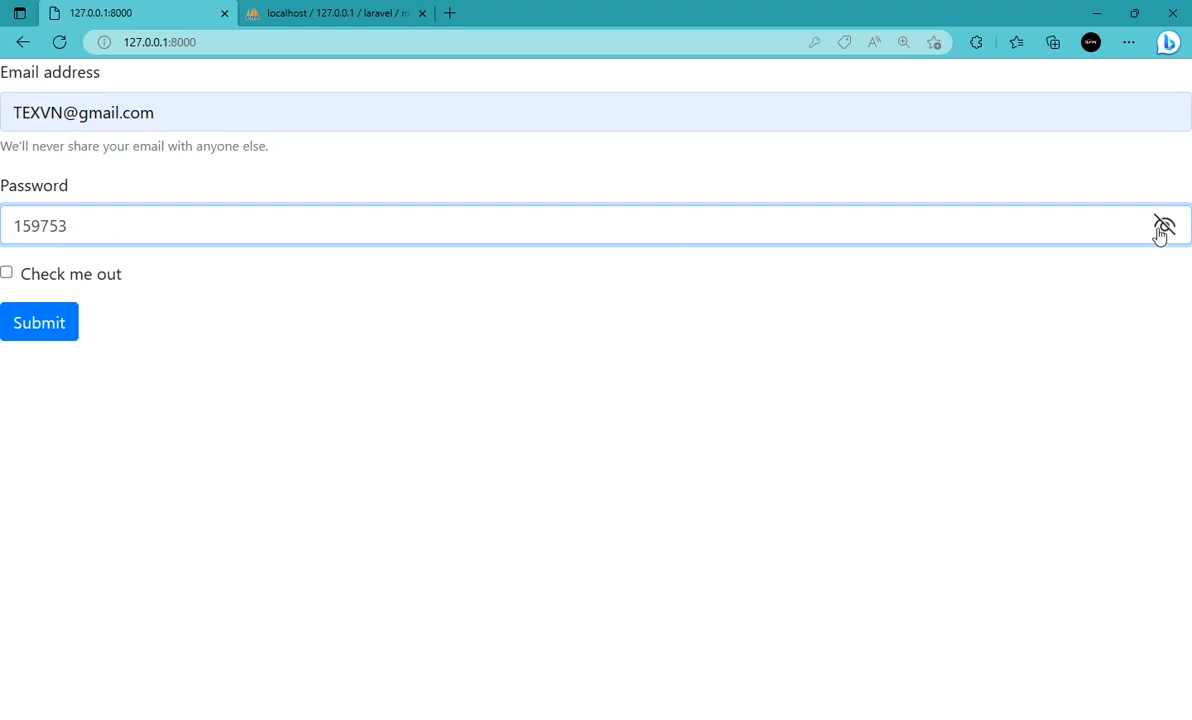 127.0.0.1:8000
localhost / 127.0.0.1 / laravel / m
127.0.0.1:8000
Email address
TEXVN@gmail.com
We'll never share your email with anyone else.
Password
159753
Check me out
Submit